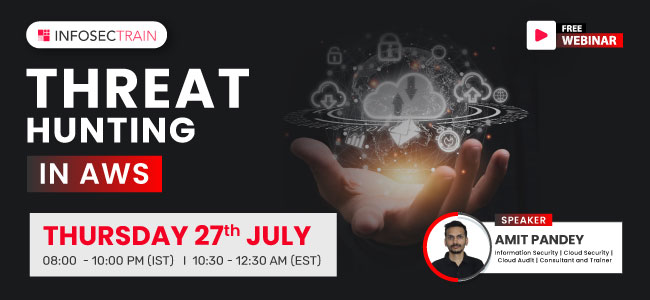 INFOSECTRAIN
FREE
WEBINAR
THREAT
HUNTING
IN AWS
THURSDAY 27th JULY
08:00 - 10:00 PM (IST) I 10:30 - 12:30 AM (EST)
SPEAKER
AMIT PANDEY
Information Security | Cloud Security |
Cloud Audit | Consultant and Trainer